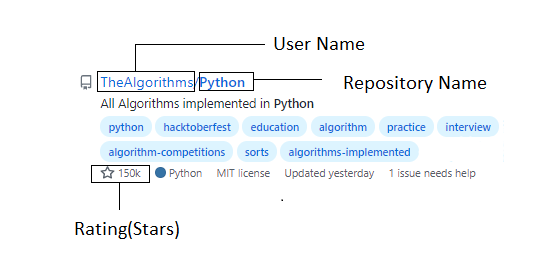 User Name
TheAlgorithms/Python
Repository Name
All Algorithms implemented in Python
python hacktoberfest education algorithm practice interview
algorithm-competitions sorts algorithms-implemented
150k Python MIT license Updated yesterday 1 issue needs help
Rating(Stars)